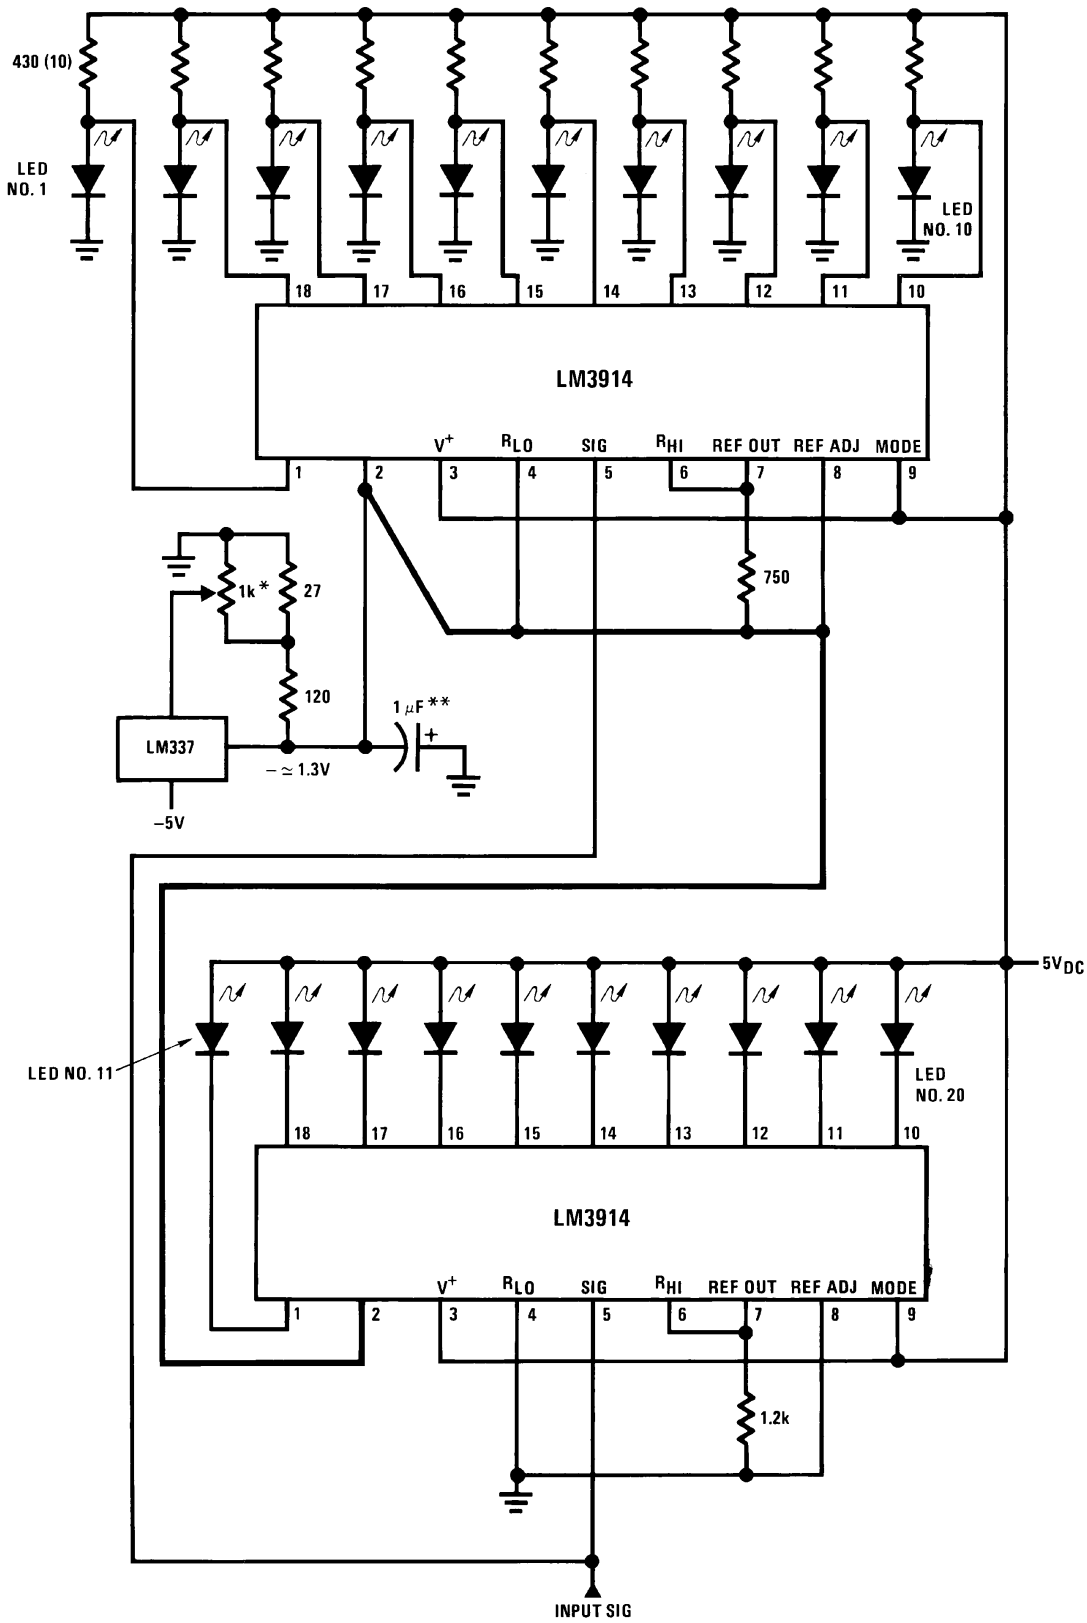 430 (10)
LED
NO. 1
LED
NO. 10
18 17 16 15 14 13 12 11 10
LM3914
V+ RLO SIG RHI REF OUT REF ADJ MODE
1 2 3 4 5 6 7 8 9
750
1k* 27
120
1 μF**
+
LM337
– ≃ 1.3V
–5V
5VDC
LED NO. 11
LED
NO. 20
18 17 16 15 14 13 12 11 10
LM3914
V+ RLO SIG RHI REF OUT REF ADJ MODE
1 2 3 4 5 6 7 8 9
1.2k
INPUT SIG